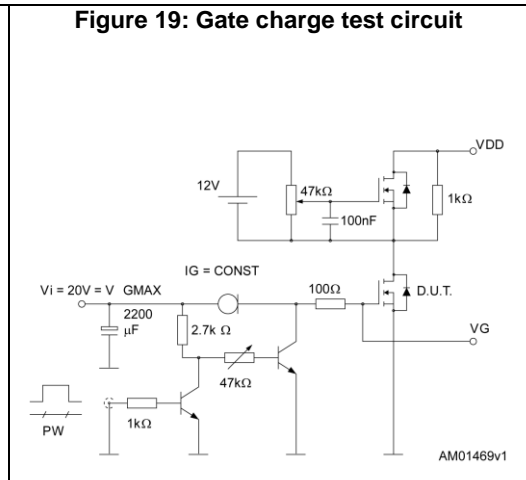 Figure 19: Gate charge test circuit
VDD
12V
47kΩ
1kΩ
100nF
IG = CONST
Vi = 20V = V GMAX
100Ω
D.U.T.
2200
μF
2.7k Ω
VG
47kΩ
1kΩ
PW
AM01469v1